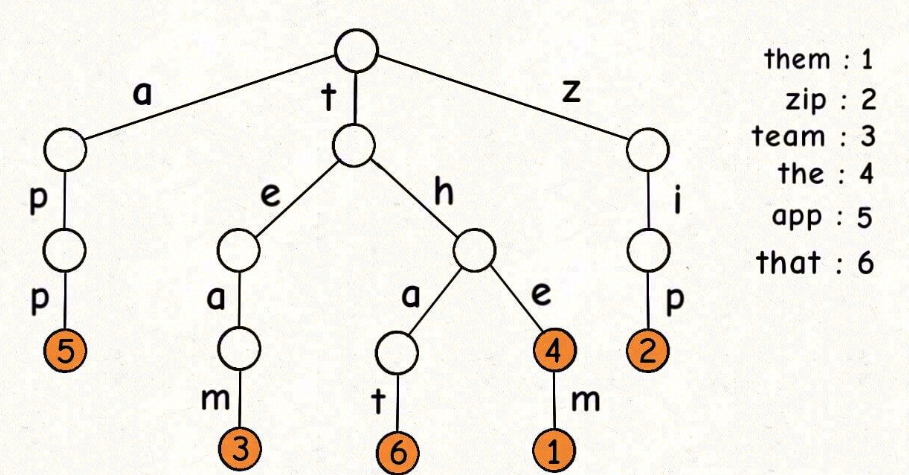 a
t
z
them : 1
zip : 2
team : 3
the : 4
app : 5
that : 6
p
e
h
i
p
a
a
e
p
5
4
2
m
t
m
3
6
1